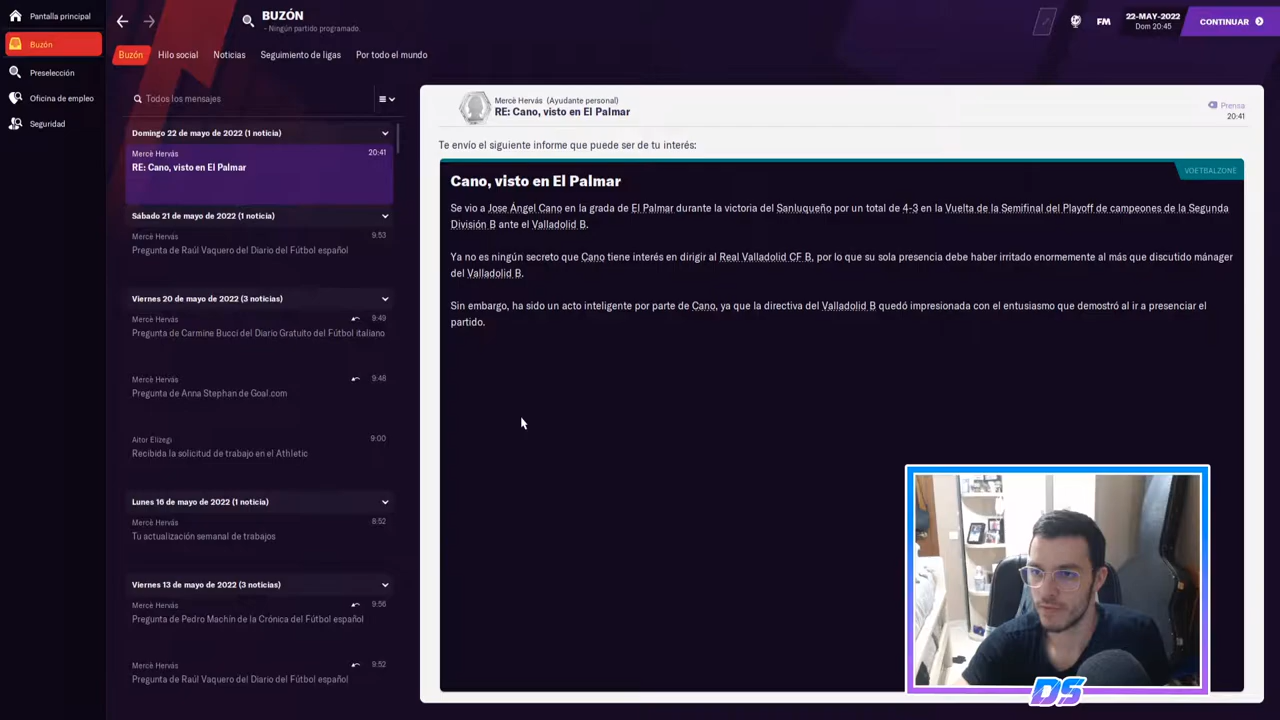 Pantalla principal
Buzón
Preselección
Oficina de empleo
Seguridad
BUZÓN
- Ningún partido programado.
FM
22-MAY-2022
Dom 20:45
CONTINUAR
Buzón
Hilo social
Noticias
Seguimiento de ligas
Por todo el mundo
Todos los mensajes
Domingo 22 de mayo de 2022 (1 noticia)
Mercè Hervás 20:41
RE: Cano, visto en El Palmar
Sábado 21 de mayo de 2022 (1 noticia)
Mercè Hervás 9:53
Pregunta de Raúl Vaquero del Diario del Fútbol español
Viernes 20 de mayo de 2022 (3 noticias)
Mercè Hervás 9:49
Pregunta de Carmine Bucci del Diario Gratuito del Fútbol italiano
Mercè Hervás 9:48
Pregunta de Anna Stephan de Goal.com
Aitor Elizegi 9:00
Recibida la solicitud de trabajo en el Athletic
Lunes 16 de mayo de 2022 (1 noticia)
Mercè Hervás 8:52
Tu actualización semanal de trabajos
Viernes 13 de mayo de 2022 (3 noticias)
Mercè Hervás 9:56
Pregunta de Pedro Machín de la Crónica del Fútbol español
Mercè Hervás 9:52
Pregunta de Raúl Vaquero del Diario del Fútbol español
Mercè Hervás (Ayudante personal)
RE: Cano, visto en El Palmar
Prensa
20:41
Te envío el siguiente informe que puede ser de tu interés:
VOETBALZONE
Cano, visto en El Palmar
Se vio a Jose Ángel Cano en la grada de El Palmar durante la victoria del Sanluqueño por un total de 4-3 en la Vuelta de la Semifinal del Playoff de campeones de la Segunda
División B ante el Valladolid B.
Ya no es ningún secreto que Cano tiene interés en dirigir al Real Valladolid CF B, por lo que su sola presencia debe haber irritado enormemente al más que discutido mánager
del Valladolid B.
Sin embargo, ha sido un acto inteligente por parte de Cano, ya que la directiva del Valladolid B quedó impresionada con el entusiasmo que demostró al ir a presenciar el
partido.
DS